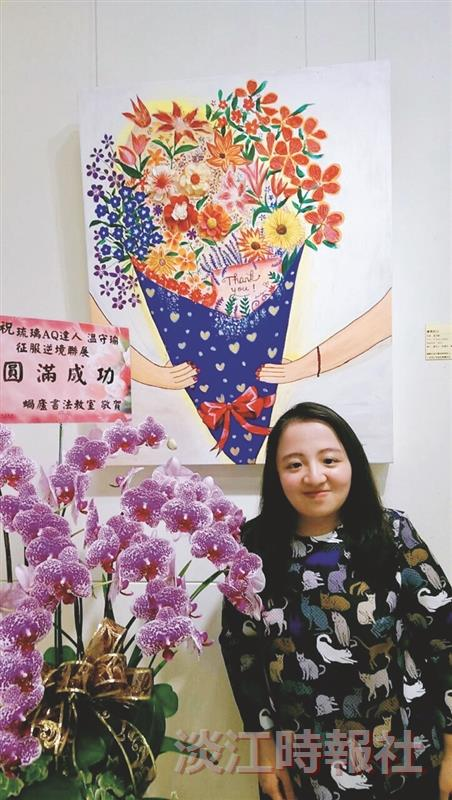 Thank
you!
祝琉璃AQ達人 溫守瑜
征服逆境聯展
圓滿成功
蝸廬書法教室 敬賀
淡江時報社